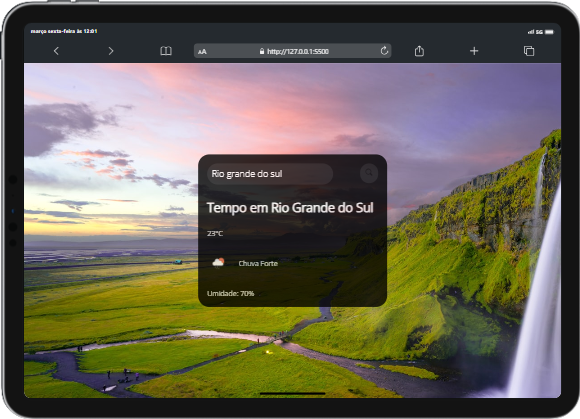 março sexta-feira às 12:01
5G
AA
http://127.0.0.1:5500
Rio grande do sul
Tempo em Rio Grande do Sul
23°C
Chuva Forte
Umidade: 70%